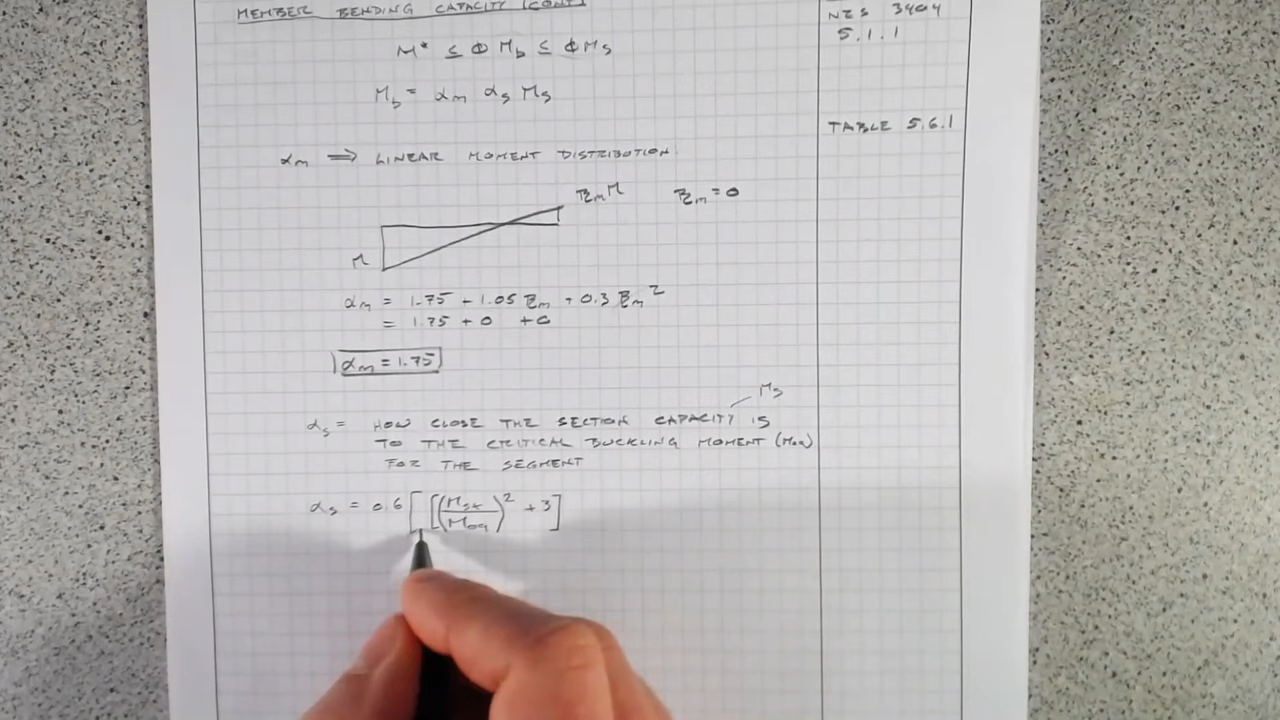 MEMBER BENDING CAPACITY (CONT)
NZS 3404
5.1.1
M* ≤ ΦMb ≤ ΦMs
Mb = αm αs Ms
TABLE 5.6.1
αm ⟹ LINEAR MOMENT DISTRIBUTION
βmM βm = 0
M
αm = 1.75 + 1.05 βm + 0.3 βm²
= 1.75 + 0 + 0
αm = 1.75
Ms
αs = HOW CLOSE THE SECTION CAPACITY IS
TO THE CRITICAL BUCKLING MOMENT (Moa)
FOR THE SEGMENT
αs = 0.6 [ [(Msx/Moa)² + 3]